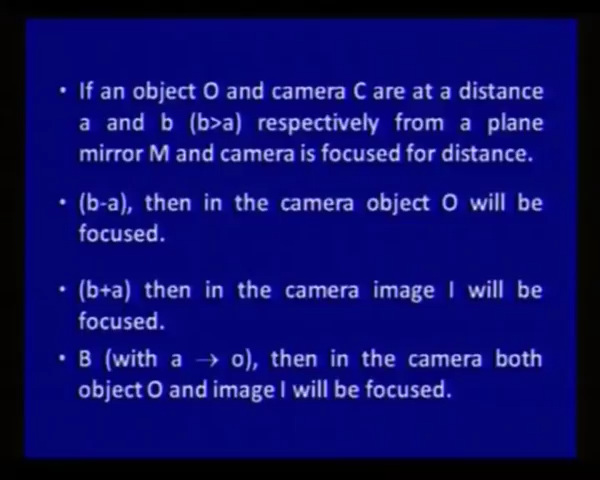 • If an object O and camera C are at a distance
a and b (b>a) respectively from a plane
mirror M and camera is focused for distance.
• (b-a), then in the camera object O will be
focused.
• (b+a) then in the camera image I will be
focused.
• B (with a → o), then in the camera both
object O and image I will be focused.